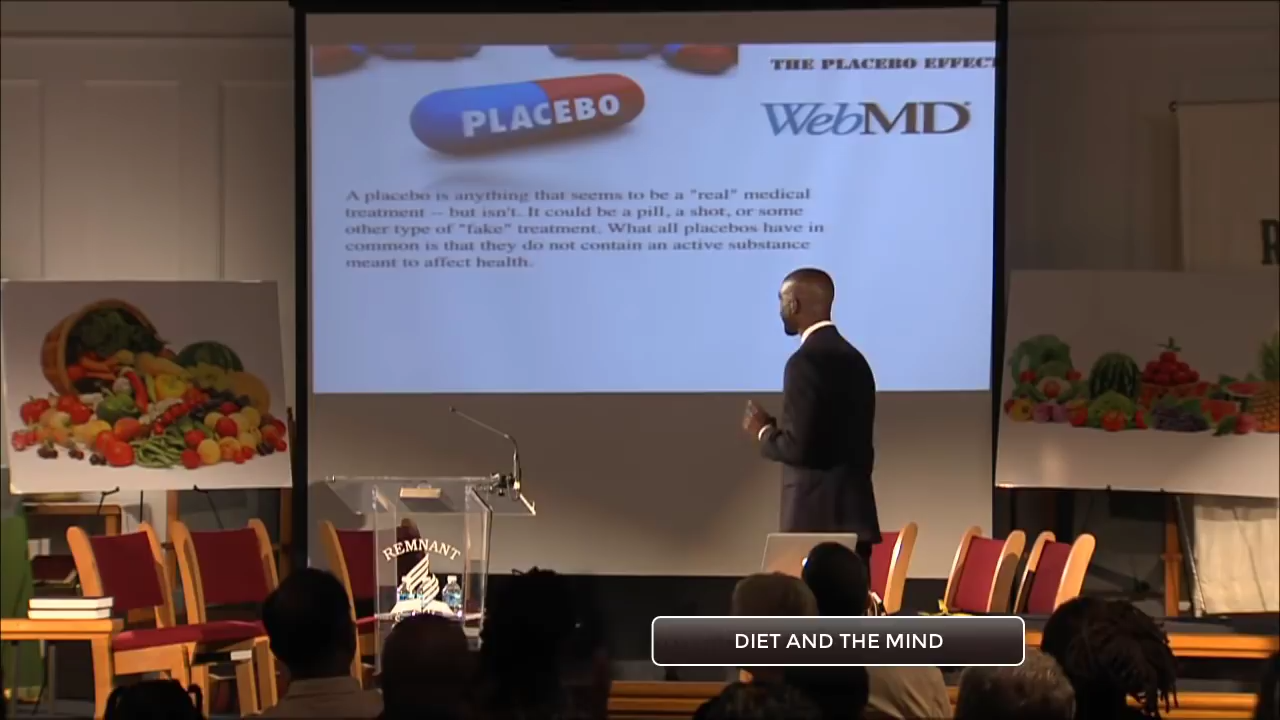 THE PLACEBO EFFECT
PLACEBO
WebMD
A placebo is anything that seems to be a "real" medical
treatment -- but isn't. It could be a pill, a shot, or some
other type of "fake" treatment. What all placebos have in
common is that they do not contain an active substance
meant to affect health.
REMNANT
DIET AND THE MIND